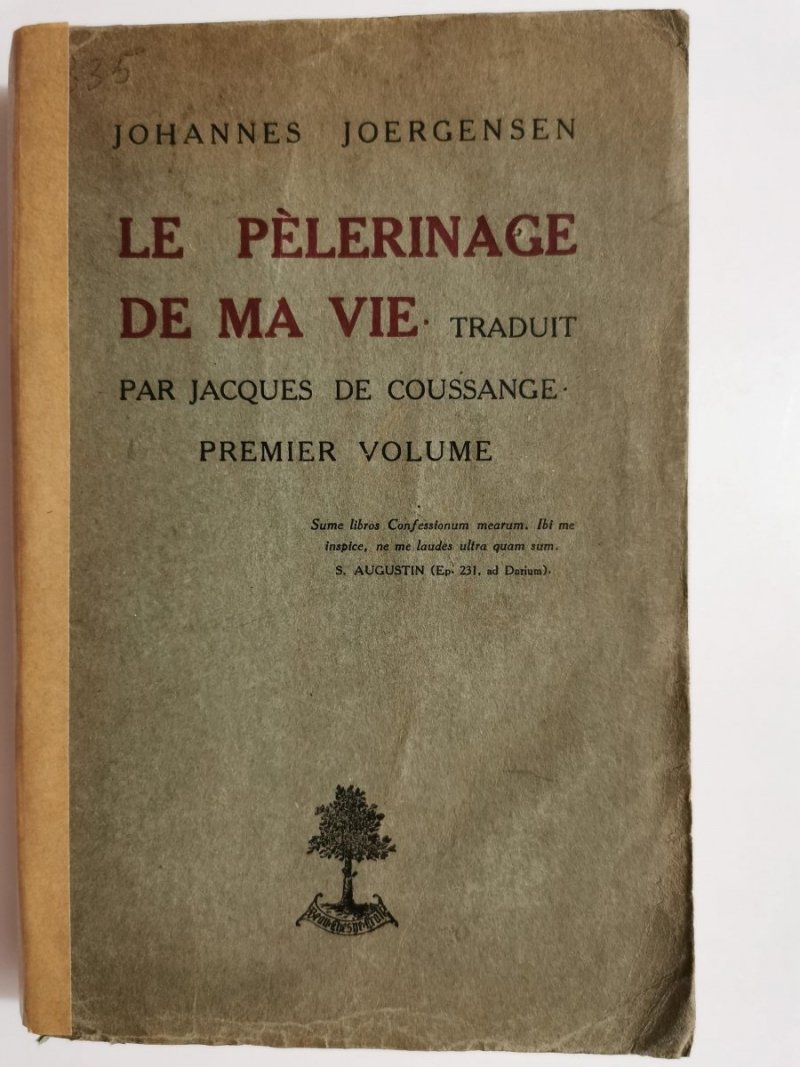 335
JOHANNES JOERGENSEN
LE PÈLERINAGE
DE MA VIE· TRADUIT
PAR JACQUES DE COUSSANGE·
PREMIER VOLUME
Sume libros Confessionum mearum. Ibi me
inspice, ne me laudes ultra quam sum.
S. AUGUSTIN (Ep· 231, ad Darium)·